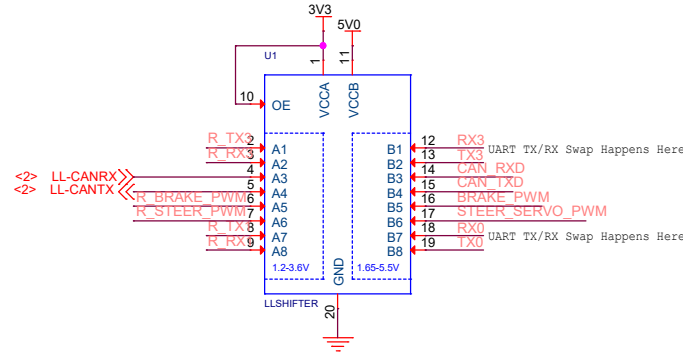 3V3
5V0
U1
1
11
VCCA
VCCB
10
OE
R_TX3
2
A1
B1
12
RX3
UART TX/RX Swap Happens Here
R_RX3
3
A2
B2
13
TX3
<2>
LL-CANRX
4
A3
B3
14
CAN_RXD
<2>
LL-CANTX
5
A4
B4
15
CAN_TXD
R_BRAKE_PWM
6
A5
B5
16
BRAKE_PWM
R_STEER_PWM
7
A6
B6
17
STEER_SERVO_PWM
8
A7
B7
18
RX0
UART TX/RX Swap Happens Here
9
A8
B8
19
TX0
1.2-3.6V
GND
1.65-5.5V
LLSHIFTER
20